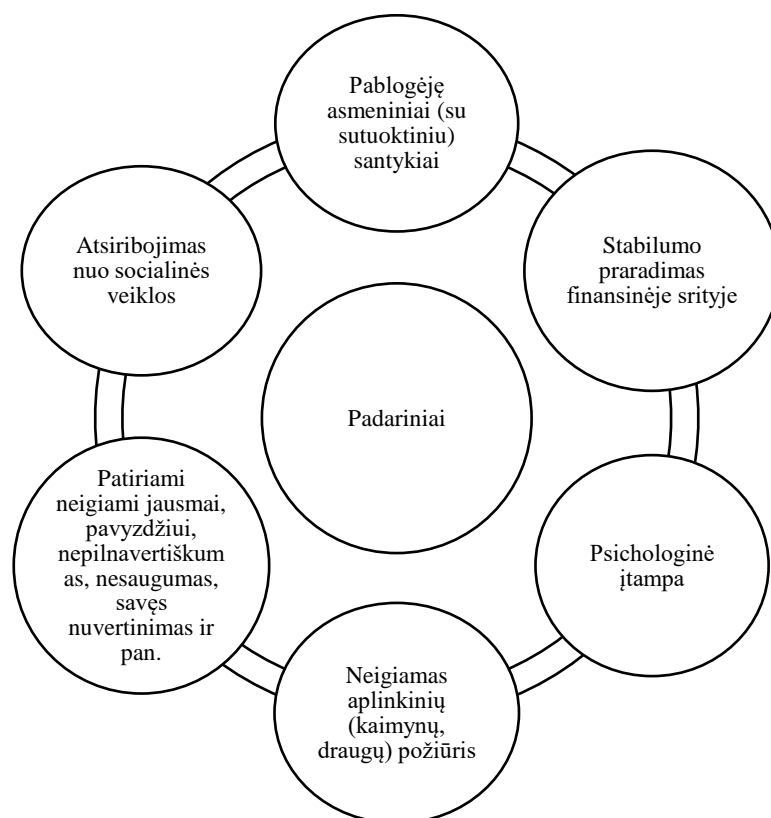 Pablogėję
asmeniniai (su
sutuoktiniu)
santykiai
Stabilumo
praradimas
finansinėje srityje
Psichologinė
įtampa
Neigiamas
aplinkinių
(kaimynų,
draugų) požiūris
Patiriami
neigiami jausmai,
pavyzdžiui,
nepilnavertiškum
as, nesaugumas,
savęs
nuvertinimas ir
pan.
Atsiribojimas
nuo socialinės
veiklos
Padariniai